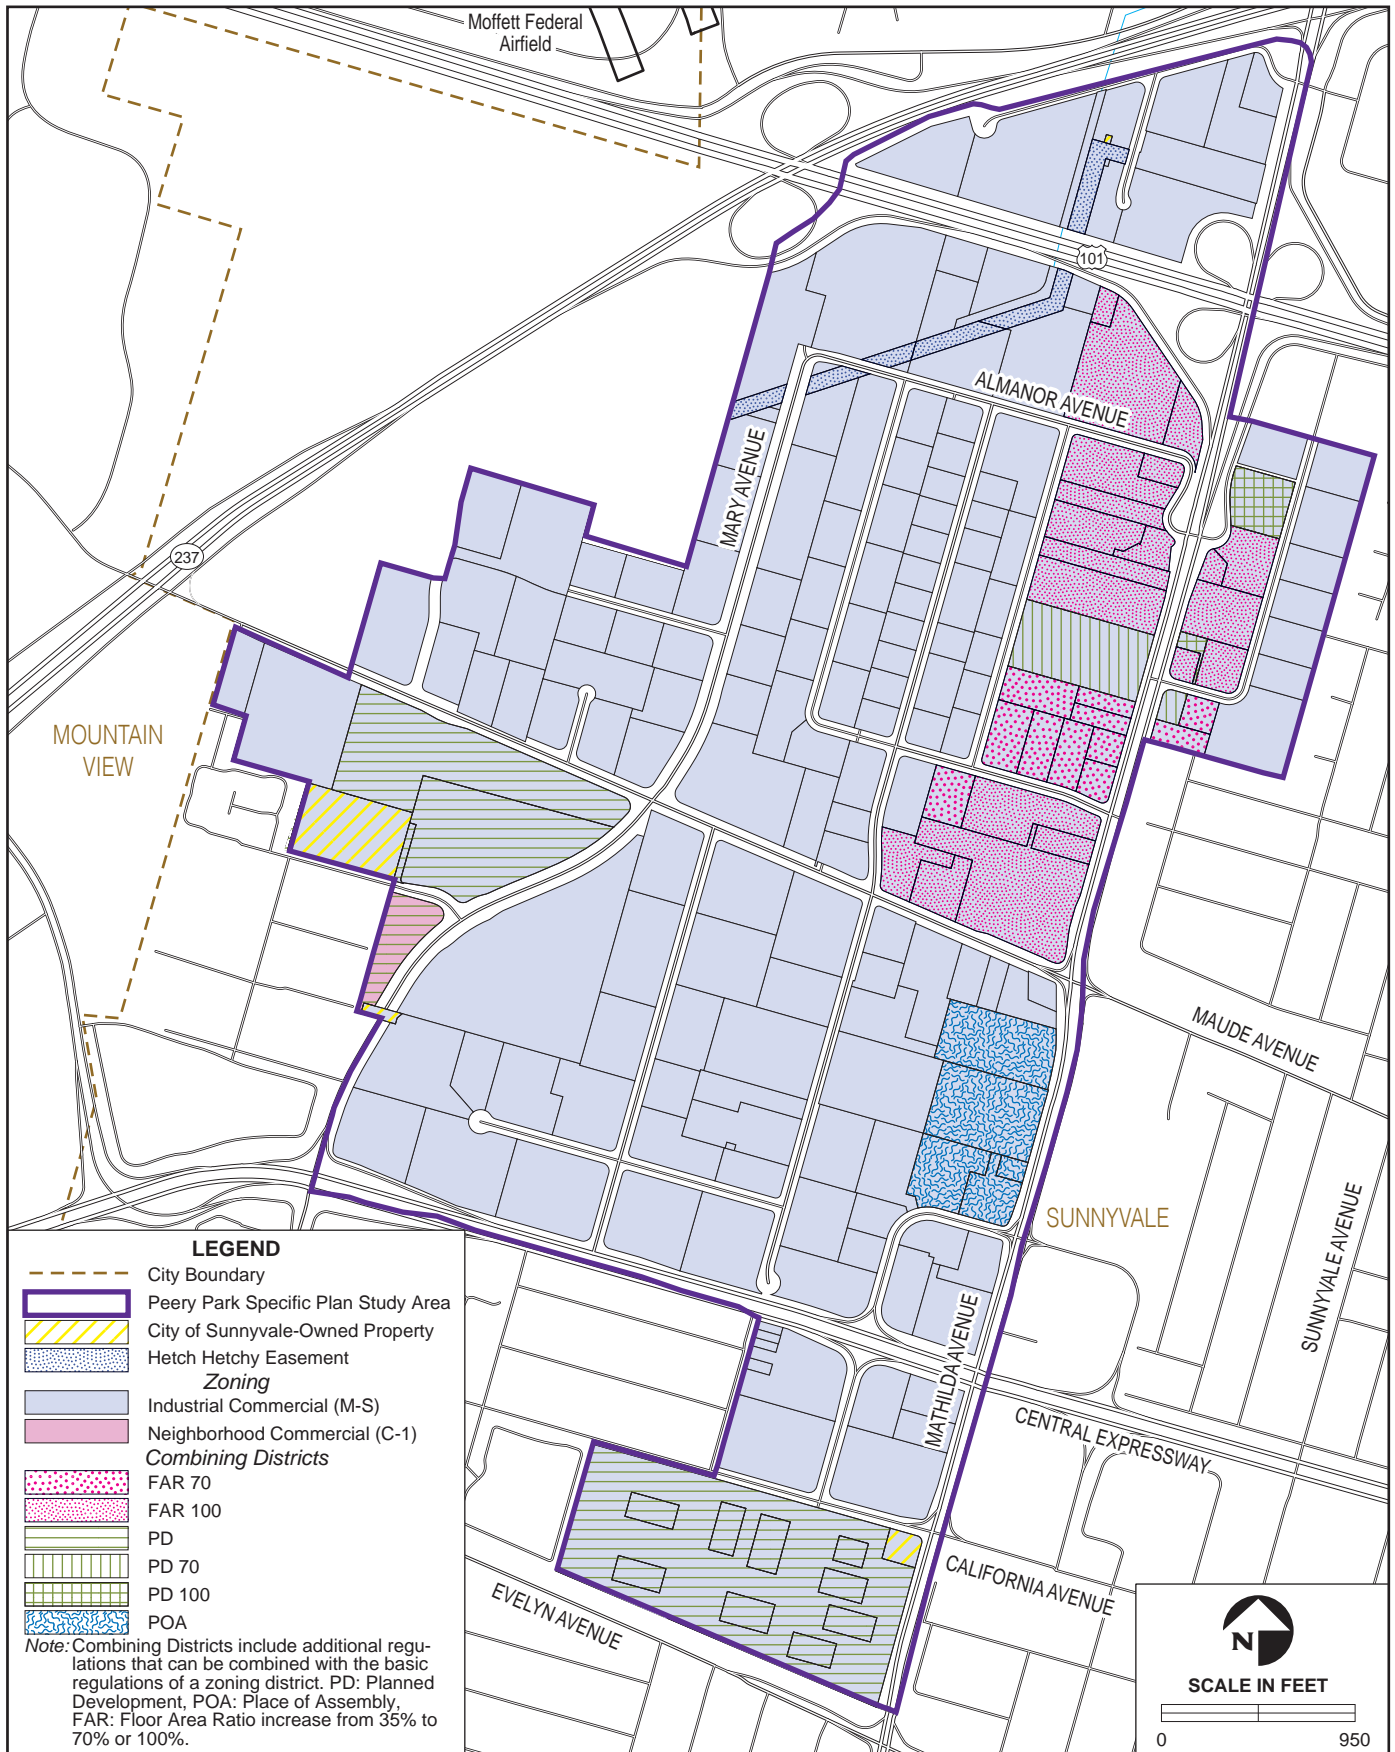 Moffett Federal
Airfield
101
ALMANOR AVENUE
MARY AVENUE
237
MOUNTAIN
VIEW
MAUDE AVENUE
SUNNYVALE
SUNNYVALE AVENUE
MATHILDA AVENUE
CENTRAL EXPRESSWAY
CALIFORNIA AVENUE
EVELYN AVENUE
LEGEND
City Boundary
Peery Park Specific Plan Study Area
City of Sunnyvale-Owned Property
Hetch Hetchy Easement
Zoning
Industrial Commercial (M-S)
Neighborhood Commercial (C-1)
Combining Districts
FAR 70
FAR 100
PD
PD 70
PD 100
POA
Note: Combining Districts include additional regu-
lations that can be combined with the basic
regulations of a zoning district. PD: Planned
Development, POA: Place of Assembly,
FAR: Floor Area Ratio increase from 35% to
70% or 100%.
N
SCALE IN FEET
0 950